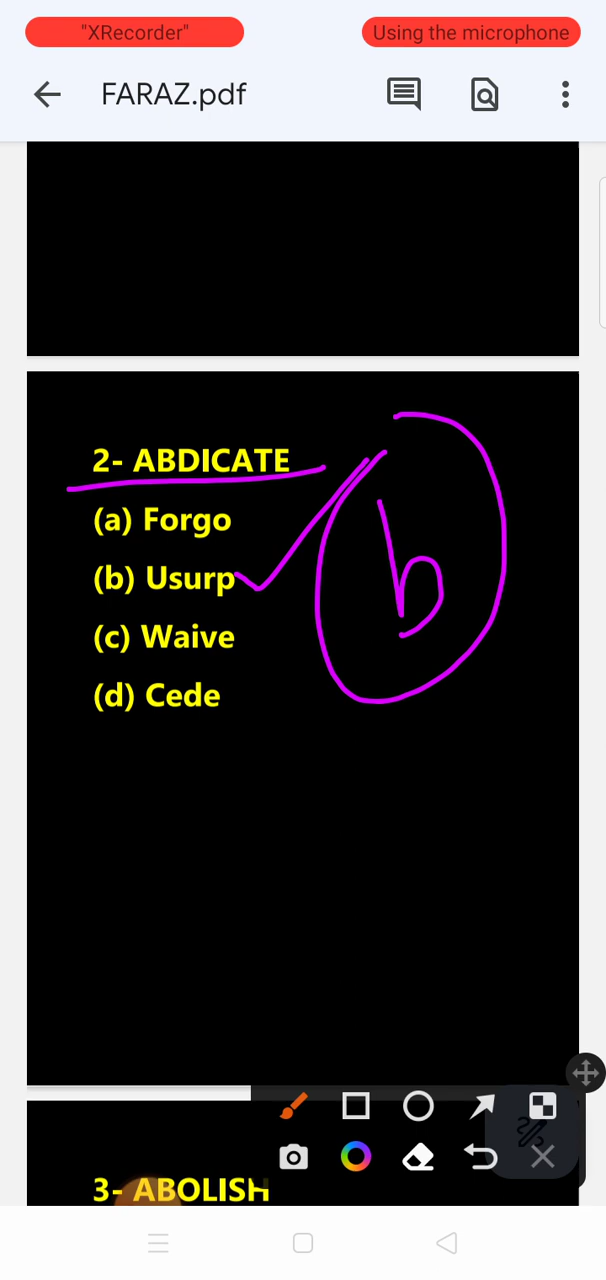 "XRecorder" Using the microphone
FARAZ.pdf
2- ABDICATE
(a) Forgo
(b) Usurp
b
(c) Waive
(d) Cede
3- ABOLISH